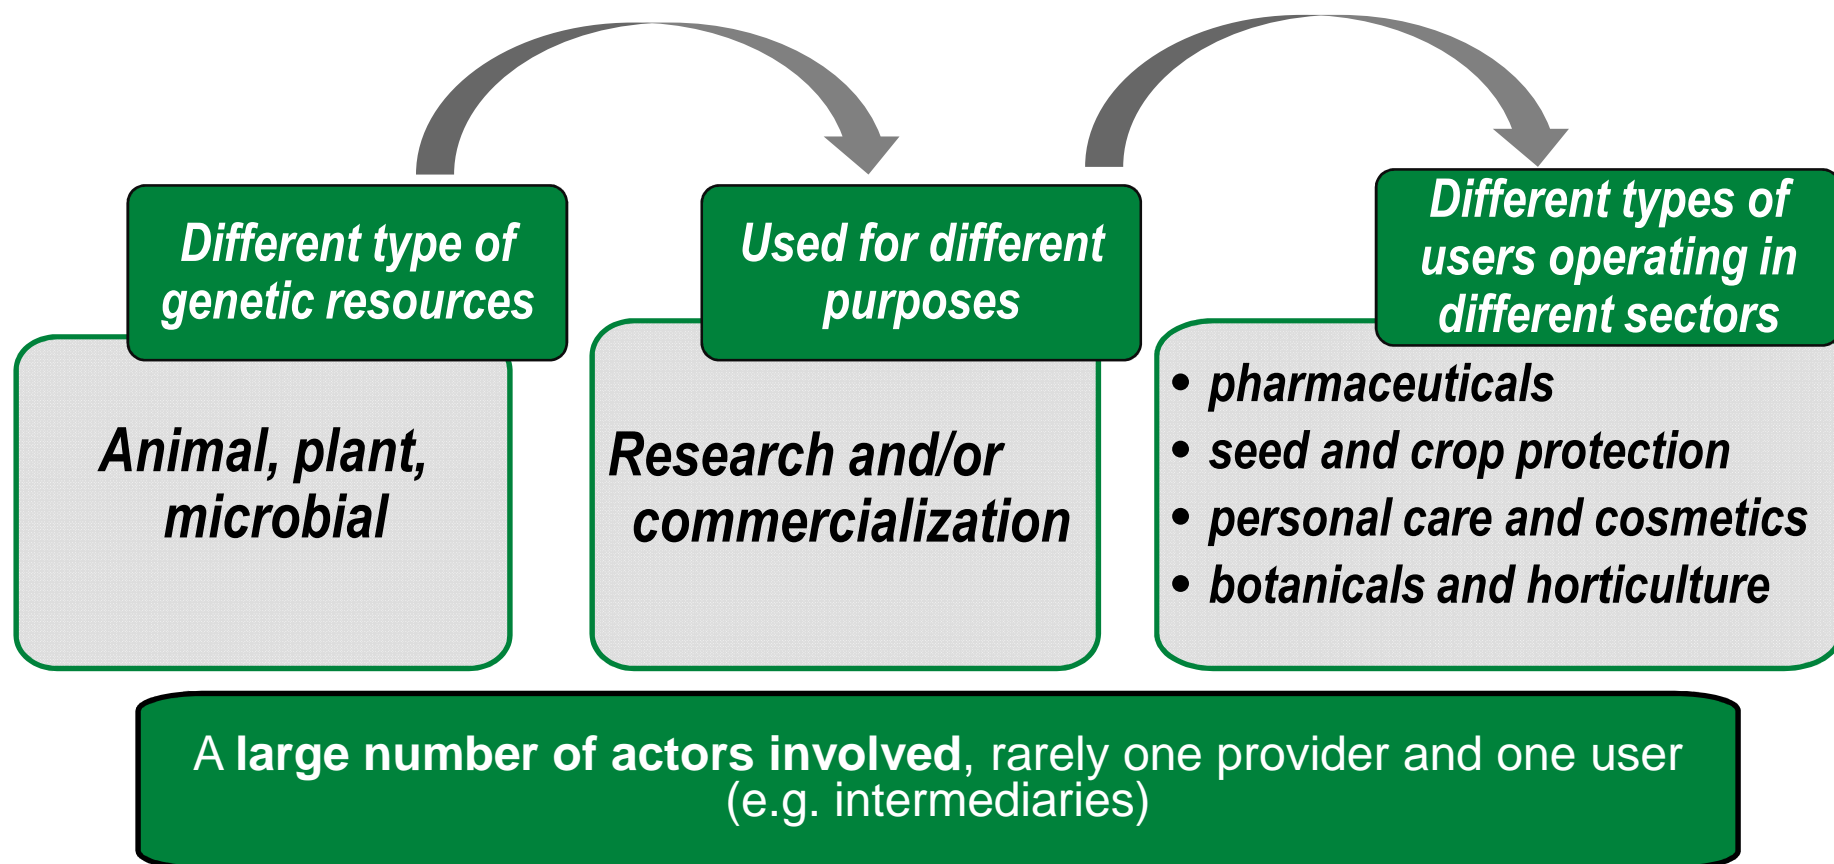 Different type of
genetic resources
Animal, plant,
microbial
Used for different
purposes
Research and/or
commercialization
Different types of
users operating in
different sectors
• pharmaceuticals
• seed and crop protection
• personal care and cosmetics
• botanicals and horticulture
A large number of actors involved, rarely one provider and one user
(e.g. intermediaries)